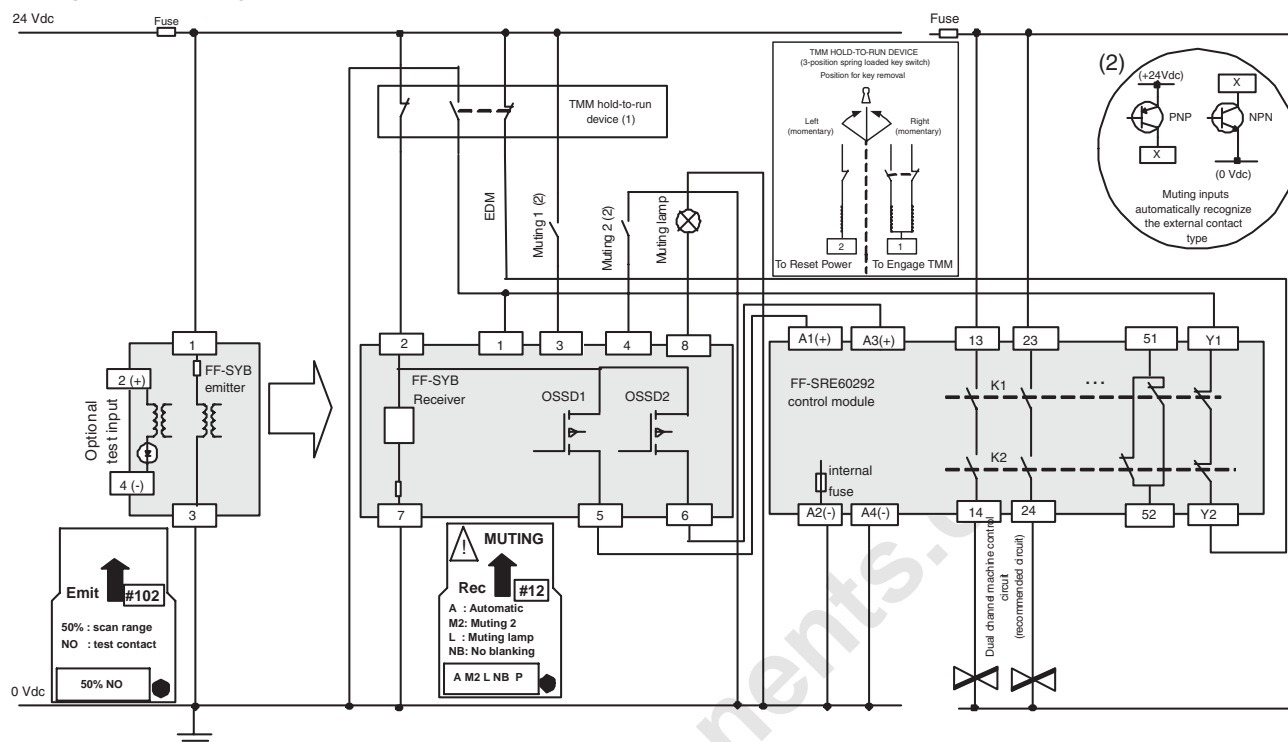 24 Vdc
Fuse
Fuse
TMM HOLD-TO-RUN DEVICE
(3-position spring loaded key switch)
Position for key removal
Left
(momentary)
Right
(momentary)
2
1
To Reset Power
To Engage TMM
(2)
(+24Vdc)
X
PNP
NPN
X
(0 Vdc)
Muting inputs
automatically recognize
the external contact
type
TMM hold-to-run
device (1)
EDM
Muting 1 (2)
Muting 2 (2)
Muting lamp
1
2 (+)
FF-SYB
emitter
Optional
test input
4 (-)
3
2
1
3
4
8
FF-SYB
Receiver
OSSD1
OSSD2
7
5
6
A1(+)
A3(+)
13
23
51
Y1
FF-SRE60292
control module
K1
...
K2
internal
fuse
A2(-)
A4(-)
14
24
52
Y2
Dual channel machine control
circuit
(recommended circuit)
Emit
#102
50% : scan range
NO : test contact
50% NO
! MUTING
Rec
#12
A : Automatic
M2: Muting 2
L : Muting lamp
NB: No blanking
A M2 L NB P
0 Vdc